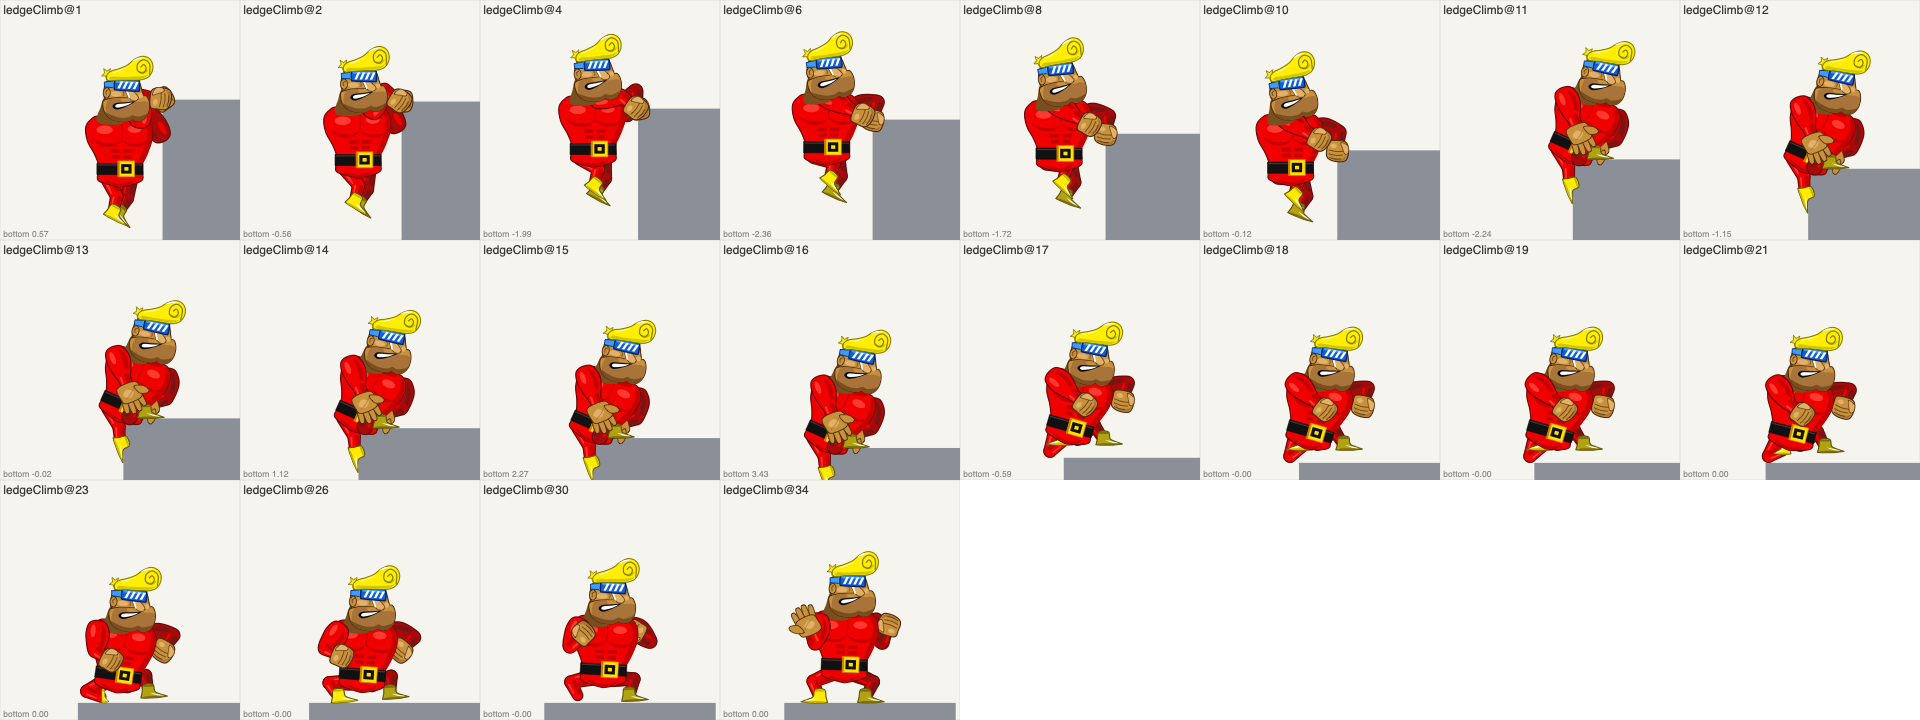 ledgeClimb@1
ledgeClimb@2
ledgeClimb@4
ledgeClimb@6
ledgeClimb@8
ledgeClimb@10
ledgeClimb@11
ledgeClimb@12
bottom 0.57
bottom -0.56
bottom -1.99
bottom -2.36
bottom -1.72
bottom -0.12
bottom -2.24
bottom -1.15
ledgeClimb@13
ledgeClimb@14
ledgeClimb@15
ledgeClimb@16
ledgeClimb@17
ledgeClimb@18
ledgeClimb@19
ledgeClimb@21
bottom -0.02
bottom 1.12
bottom 2.27
bottom 3.43
bottom -0.59
bottom -0.00
bottom -0.00
bottom 0.00
ledgeClimb@23
ledgeClimb@26
ledgeClimb@30
ledgeClimb@34
bottom 0.00
bottom -0.00
bottom -0.00
bottom 0.00